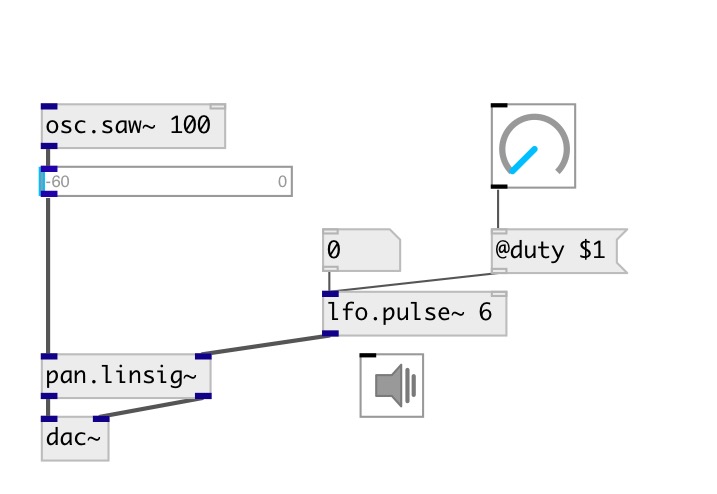 osc.saw~ 100
-60 0
0
@duty $1
lfo.pulse~ 6
pan.linsig~
dac~